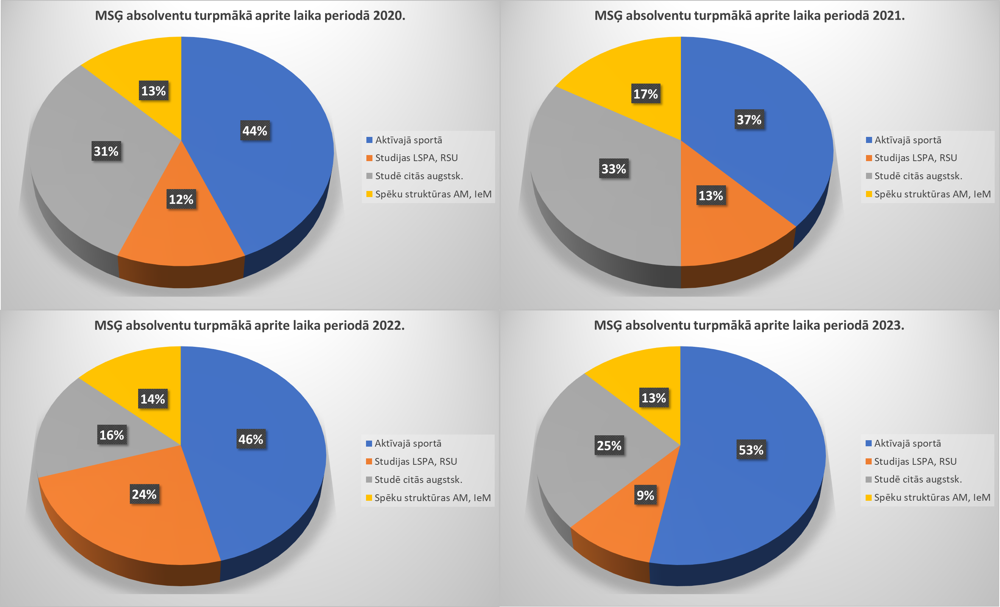 MSĢ absolventu turpmākā aprite laika periodā 2020.
13%
44%
31%
12%
Aktīvajā sportā
Studijas LSPA, RSU
Studē citās augstsk.
Spēku struktūras AM, IeM
MSĢ absolventu turpmākā aprite laika periodā 2021.
17%
37%
33%
13%
Aktīvajā sportā
Studijas LSPA, RSU
Studē citās augstsk.
Spēku struktūras AM, IeM
MSĢ absolventu turpmākā aprite laika periodā 2022.
14%
16%
46%
24%
Aktīvajā sportā
Studijas LSPA, RSU
Studē citās augstsk.
Spēku struktūras AM, IeM
MSĢ absolventu turpmākā aprite laika periodā 2023.
13%
25%
53%
9%
Aktīvajā sportā
Studijas LSPA, RSU
Studē citās augstsk.
Spēku struktūras AM, IeM